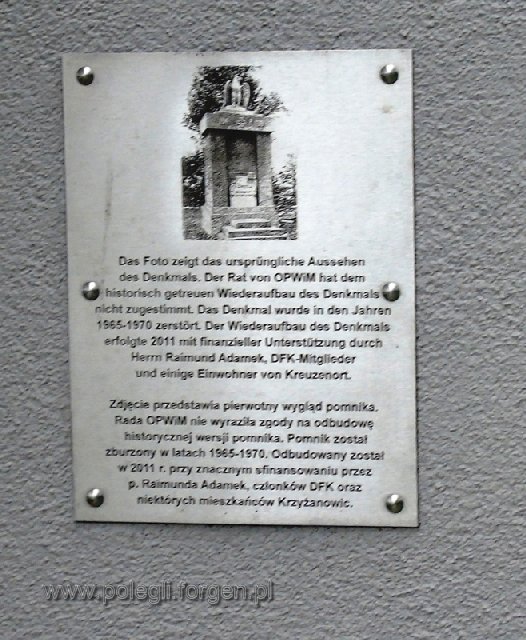 Das Foto zeigt das ursprüngliche Aussehen
des Denkmals. Der Rat von OPWiM hat dem
historisch getreuen Wiederaufbau des Denkmals
nicht zugestimmt. Das Denkmal wurde in den Jahren
1965-1970 zerstört. Der Wiederaufbau des Denkmals
erfolgte 2011 mit finanzieller Unterstützung durch
Herrn Raimund Adamek, DFK-Mitglieder
und einige Einwohner von Kreuzenort.
Zdjęcie przedstawia pierwotny wygląd pomnika.
Rada OPWiM nie wyraziła zgody na odbudowę
historycznej wersji pomnika. Pomnik został
zburzony w latach 1965-1970. Odbudowany został
w 2011 r. przy znacznym sfinansowaniu przez
p. Raimunda Adamek, członków DFK oraz
niektórych mieszkańców Krzyżanowic.
www.polegli.forgen.pl